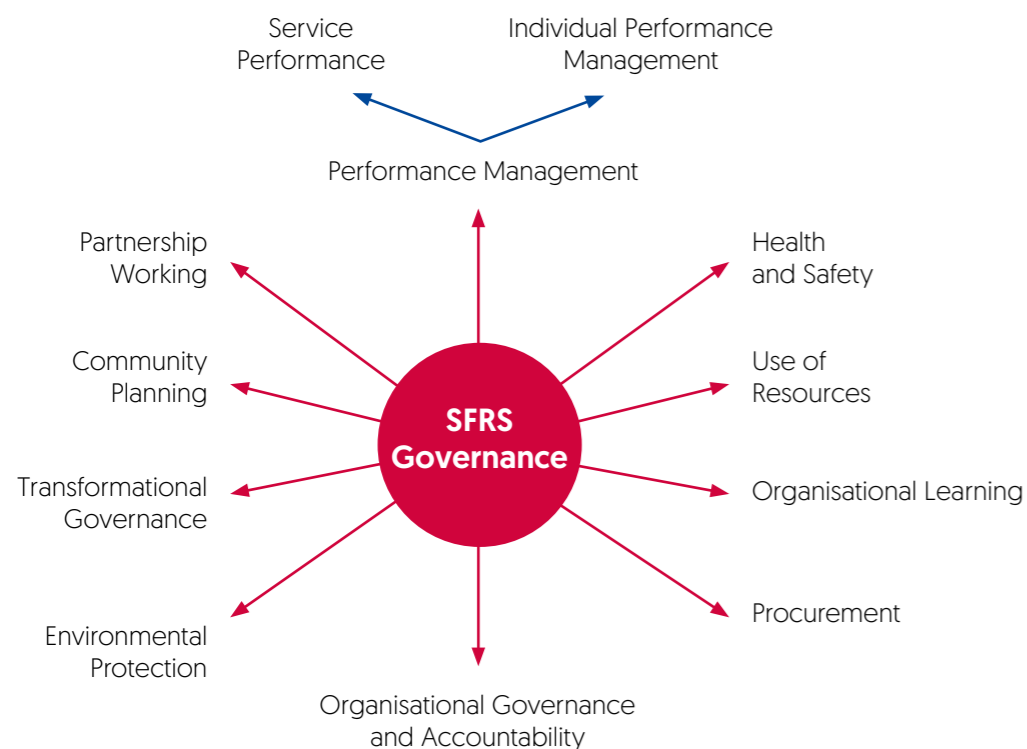 Service
Performance
Individual Performance
Management
Performance Management
Partnership
Working
Health
and Safety
Community
Planning
Use of
Resources
SFRS
Governance
Transformational
Governance
Organisational Learning
Environmental
Protection
Procurement
Organisational Governance
and Accountability